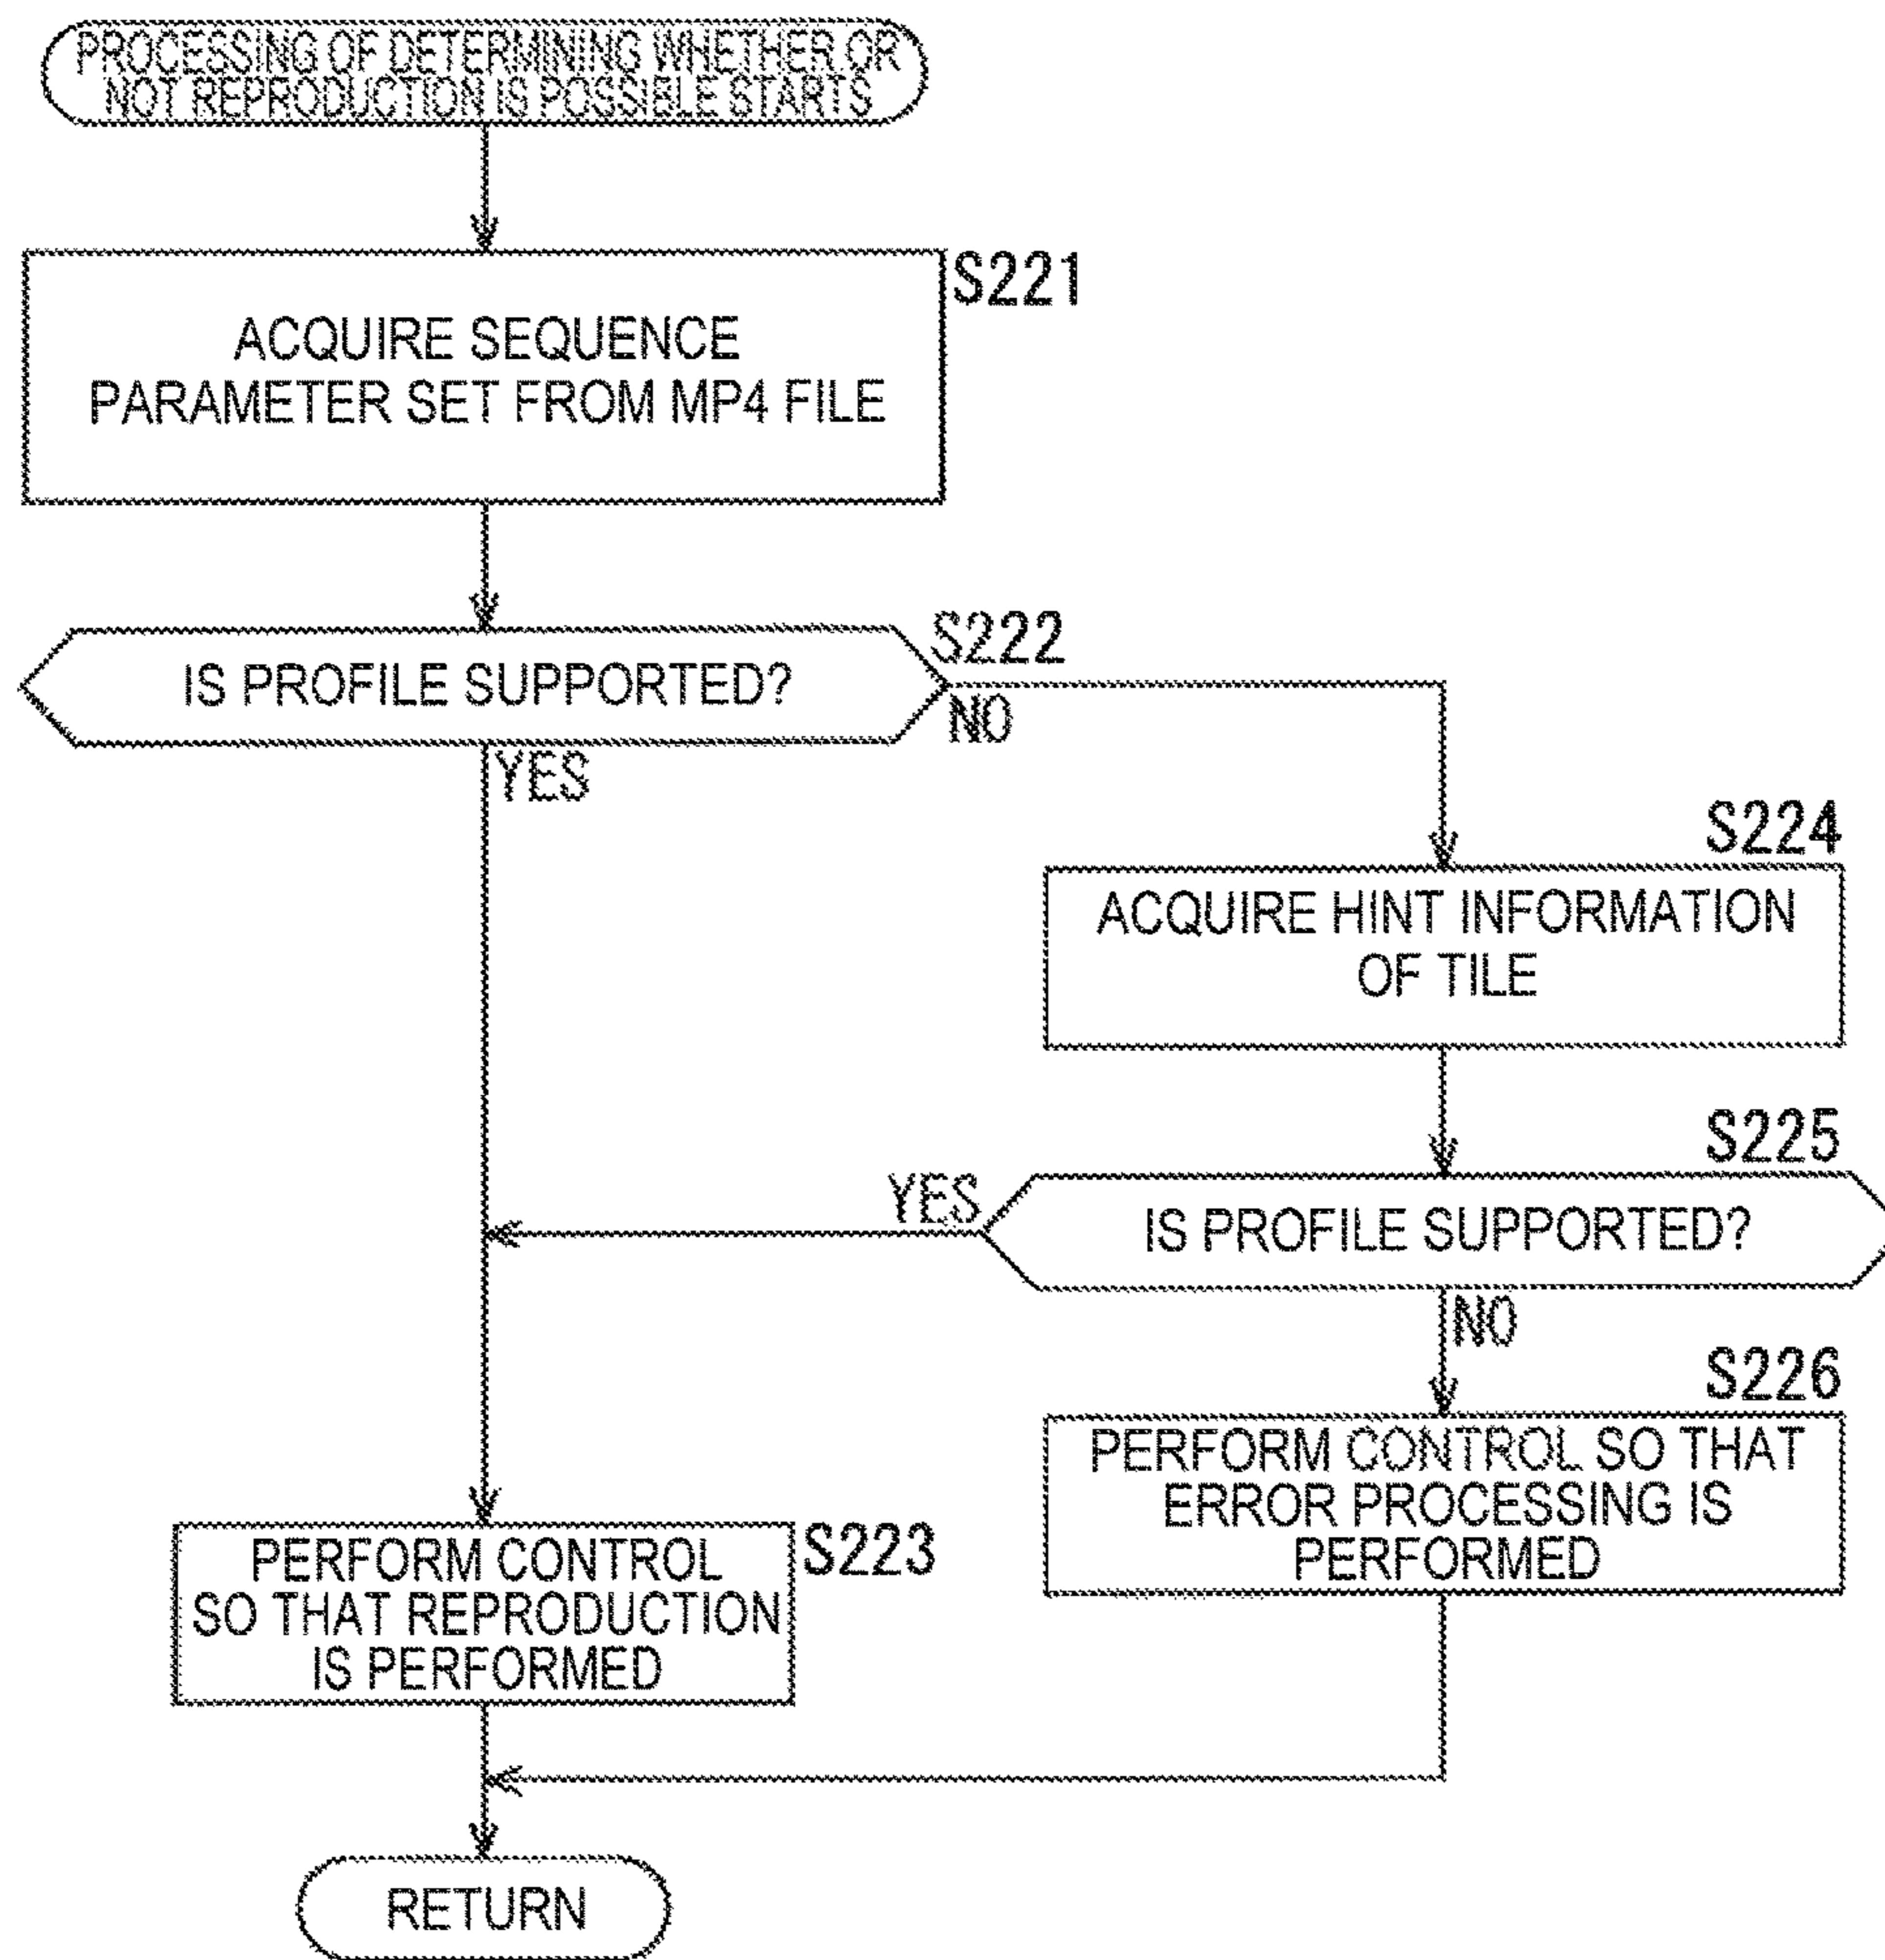 PROCESSING OF DETERMINING WHETHER OR
NOT REPRODUCTION IS POSSIBLE STARTS
S221
ACQUIRE SEQUENCE
PARAMETER SET FROM MP4 FILE
S222
IS PROFILE SUPPORTED?
NO
YES
S224
ACQUIRE HINT INFORMATION
OF TILE
S225
YES
IS PROFILE SUPPORTED?
NO
S226
PERFORM CONTROL SO THAT
ERROR PROCESSING IS
PERFORMED
S223
PERFORM CONTROL
SO THAT REPRODUCTION
IS PERFORMED
RETURN